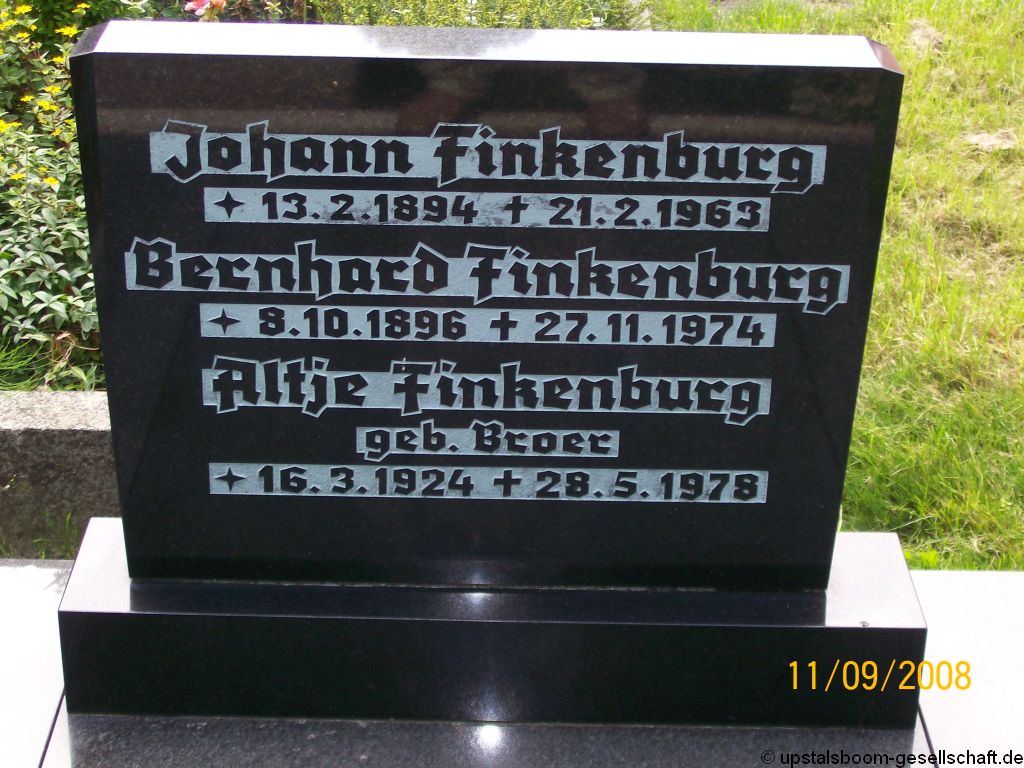 Johann Finkenburg
✦ 13.2.1894 ✝ 21.2.1963
Bernhard Finkenburg
✦ 8.10.1896 ✝ 27.11.1974
Altje Finkenburg
geb. Broer
✦ 16.3.1924 ✝ 28.5.1978
11/09/2008
© upstalsboom-gesellschaft.de